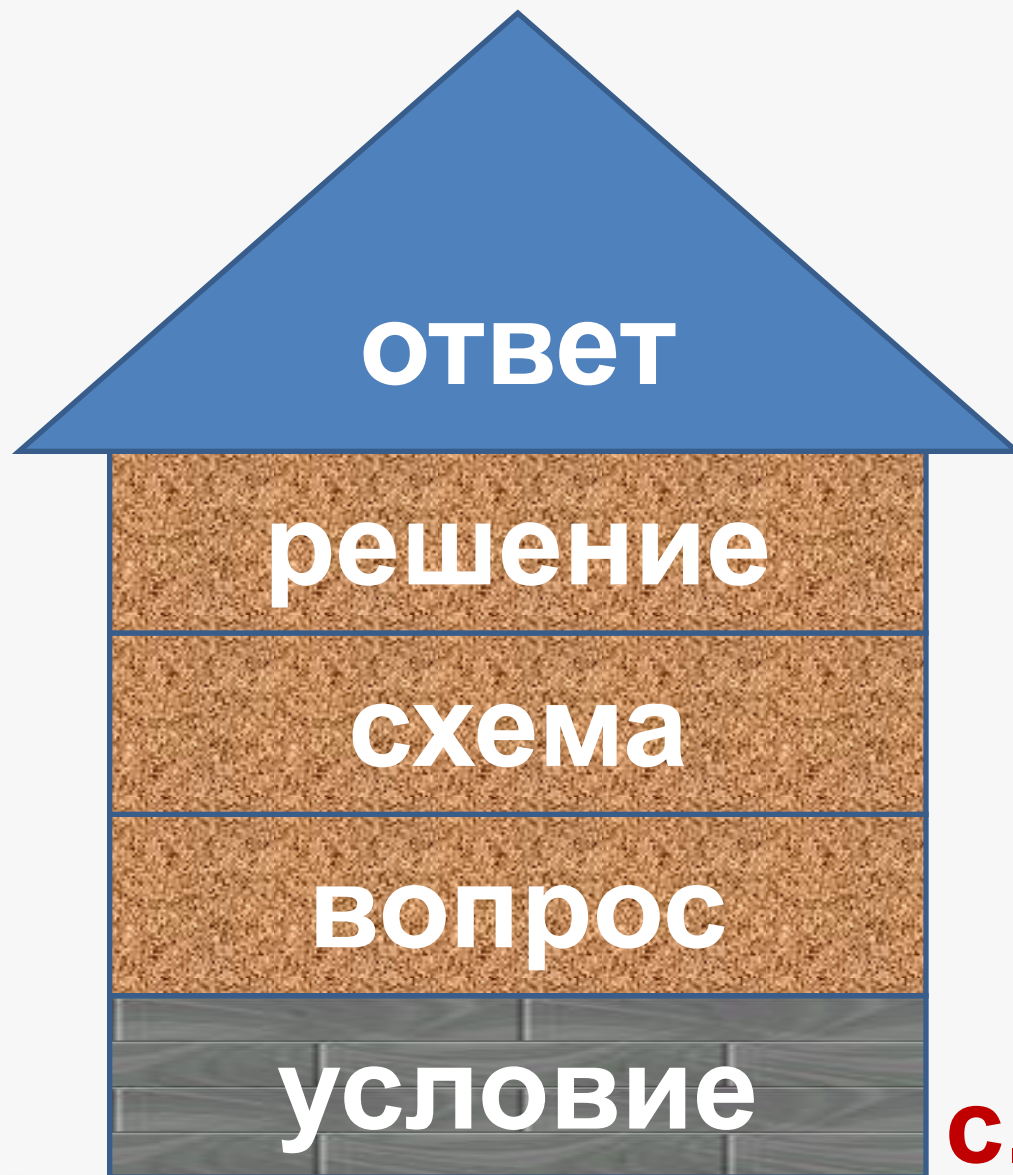 ответ
решение
схема
вопрос
условие
с.